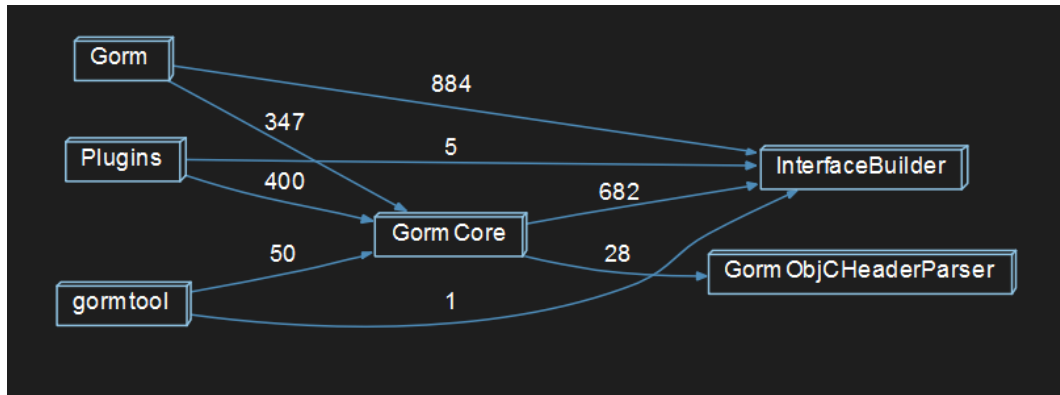 Gorm
884
347
Plugins
5
InterfaceBuilder
400
682
Gorm Core
50
28
Gorm ObjCHeaderParser
gormtool
1